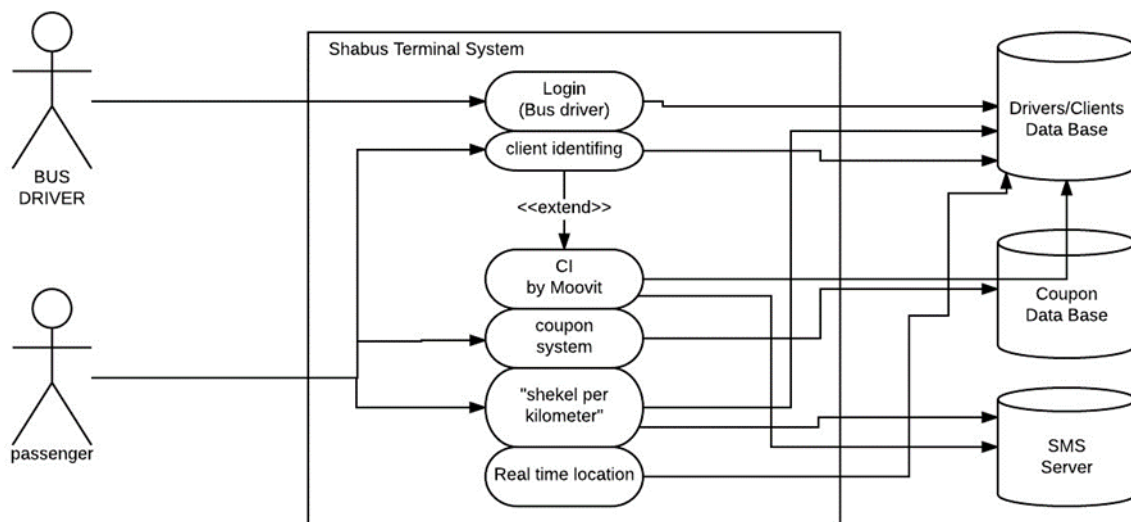 Shabus Terminal System
BUS
DRIVER
Login
(Bus driver)
client identifing
<<extend>>
CI
by Moovit
coupon
system
"shekel per
kilometer"
Real time location
passenger
Drivers/Clients
Data Base
Coupon
Data Base
SMS
Server